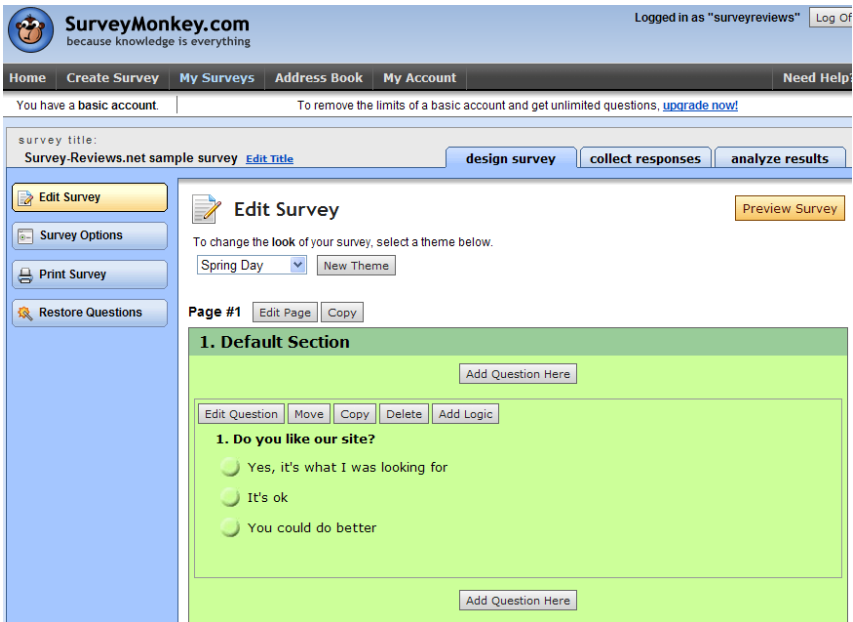 SurveyMonkey.com
because knowledge is everything
Logged in as "surveyreviews" Log Of
Home Create Survey My Surveys Address Book My Account Need Help?
You have a basic account. To remove the limits of a basic account and get unlimited questions, upgrade now!
survey title:
Survey-Reviews.net sample survey Edit Title
design survey collect responses analyze results
Edit Survey
Survey Options
Print Survey
Restore Questions
Edit Survey Preview Survey
To change the look of your survey, select a theme below.
Spring Day New Theme
Page #1 Edit Page Copy
1. Default Section
Add Question Here
Edit Question Move Copy Delete Add Logic
1. Do you like our site?
Yes, it's what I was looking for
It's ok
You could do better
Add Question Here